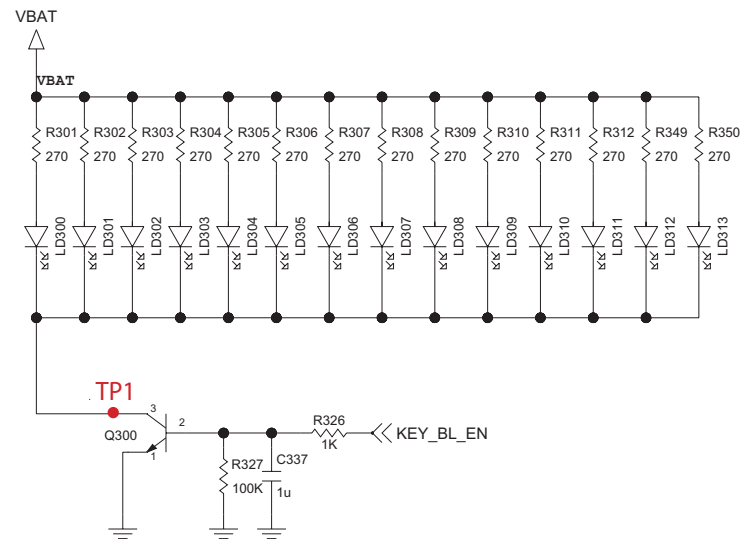 VBAT
VBAT
R301 R302 R303 R304 R305 R306 R307 R308 R309 R310 R311 R312 R349 R350
270 270 270 270 270 270 270 270 270 270 270 270 270 270
LD300 LD301 LD302 LD303 LD304 LD305 LD306 LD307 LD308 LD309 LD310 LD311 LD312 LD313
TP1
3
2
Q300
1
R326
1K
KEY_BL_EN
R327
100K
C337
1u